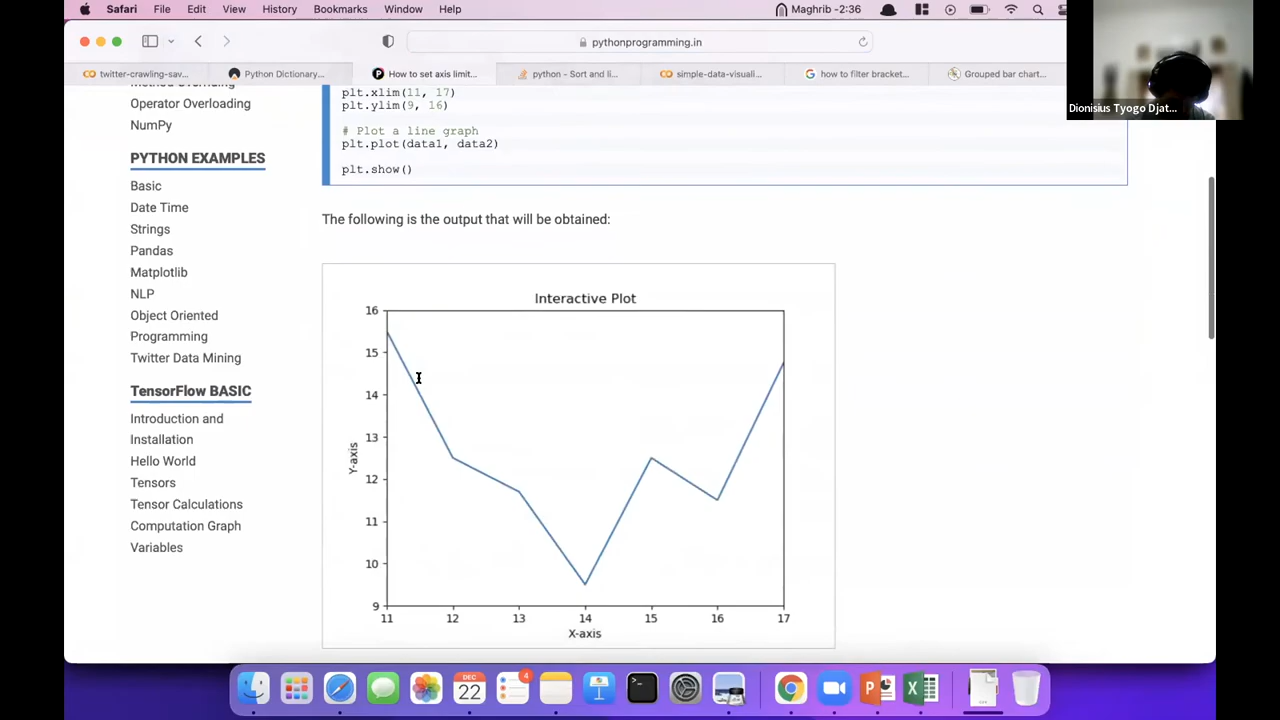 Safari File Edit View History Bookmarks Window Help Maghrib -2:36
pythonprogramming.in
twitter-crawling-sav... Python Dictionary... How to set axis limit... python - Sort and li... simple-data-visuali... how to filter bracket... Grouped bar chart...
Dionisius Tyogo Djat...
Method Overriding
Operator Overloading
NumPy
PYTHON EXAMPLES
Basic
Date Time
Strings
Pandas
Matplotlib
NLP
Object Oriented
Programming
Twitter Data Mining
TensorFlow BASIC
Introduction and
Installation
Hello World
Tensors
Tensor Calculations
Computation Graph
Variables
plt.xlim(11, 17)
plt.ylim(9, 16)
# Plot a line graph
plt.plot(data1, data2)
plt.show()
The following is the output that will be obtained:
Interactive Plot
16
15
14
13
12
11
10
9
Y-axis
11 12 13 14 15 16 17
X-axis
DEC
22
4